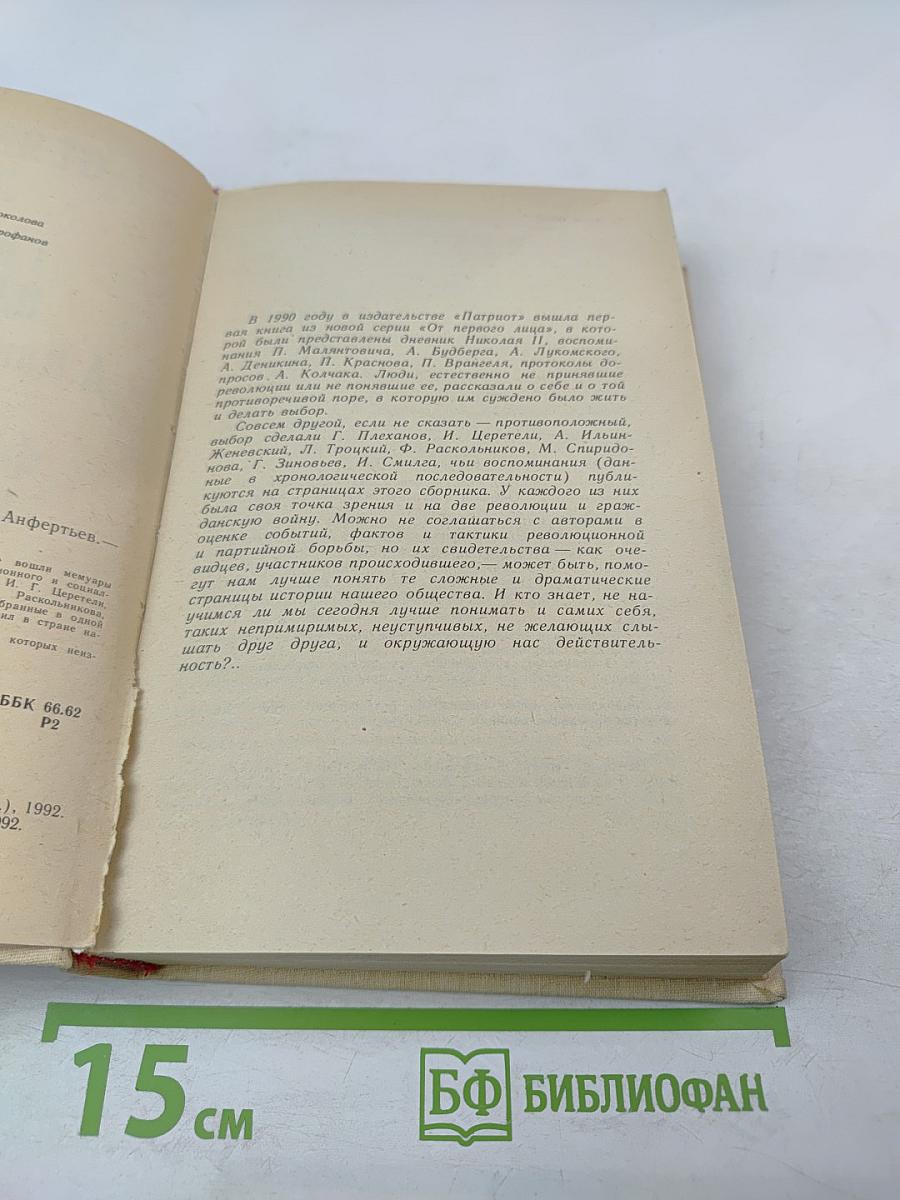 околова
рофанов
Анфертьев.—
вошли мемуары
ионного и социал-
И. Г. Церетели,
Раскольникова,
бранные в одной
ил в стране на-
которых неиз-
ББК 66.62
Р2
.), 1992.
992.
В 1990 году в издательстве «Патриот» вышла пер-
вая книга из новой серии «От первого лица», в кото-
рой были представлены дневник Николая II, воспоми-
нания П. Малянтовича, А. Будберга, А. Лукомского,
А. Деникина, П. Краснова, П. Врангеля, протоколы до-
просов А. Колчака. Люди, естественно не принявшие
революции или не понявшие ее, рассказали о себе и о той
противоречивой поре, в которую им суждено было жить
и делать выбор.
Совсем другой, если не сказать — противоположный,
выбор сделали Г. Плеханов, И. Церетели, А. Ильин-
Женевский, Л. Троцкий, Ф. Раскольников, М. Спиридо-
нова, Г. Зиновьев, И. Смилга, чьи воспоминания (дан-
ные в хронологической последовательности) публи-
куются на страницах этого сборника. У каждого из них
была своя точка зрения и на две революции и граж-
данскую войну. Можно не соглашаться с авторами в
оценке событий, фактов и тактики революционной
и партийной борьбы, но их свидетельства — как оче-
видцев, участников происходившего,— может быть, помо-
гут нам лучше понять те сложные и драматические
страницы истории нашего общества. И кто знает, не на-
учимся ли мы сегодня лучше понимать и самих себя,
таких непримиримых, неуступчивых, не желающих слы-
шать друг друга, и окружающую нас действитель-
ность?..
15 см
БФ БИБЛИОФАН